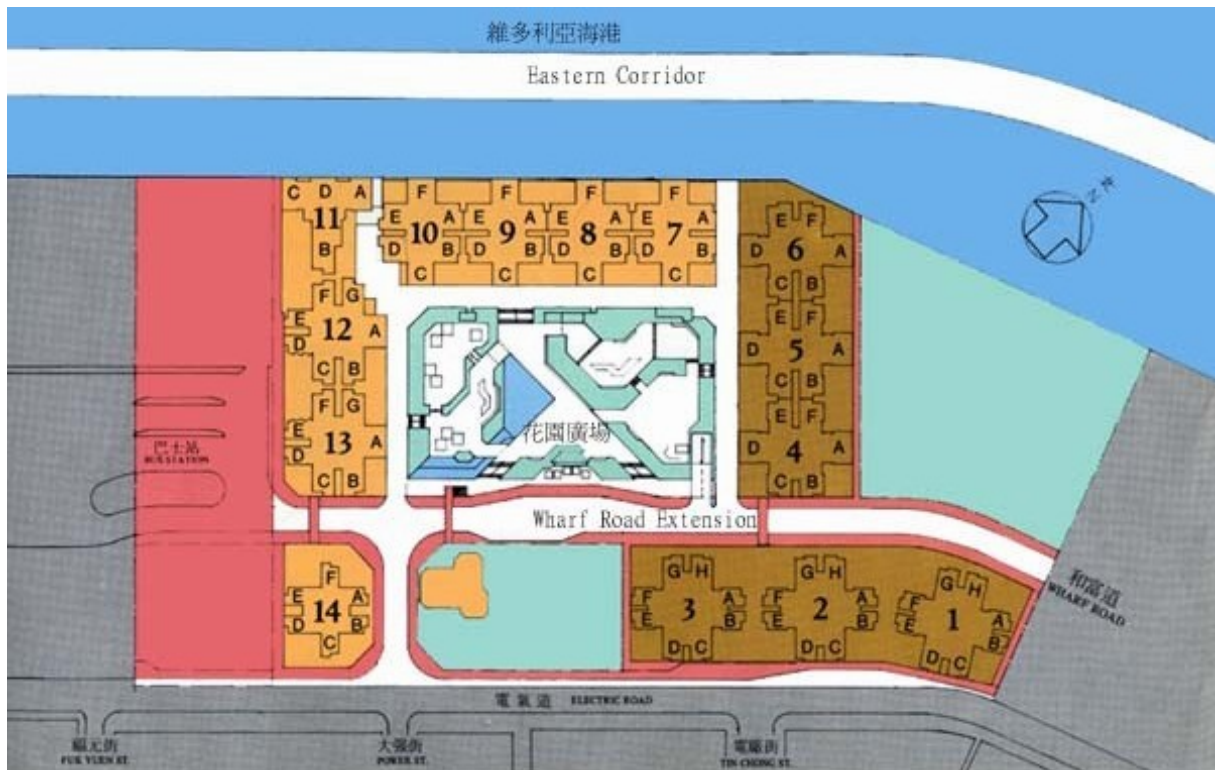 維多利亞海港
Eastern Corridor
N
C D A
11
B
F
E A
10
D B
C
F
E A
9
D B
C
F
E A
8
D B
C
F
E A
7
D B
C
E F
D 6 A
C B
E F
D 5 A
C B
E F
D 4 A
C B
F G
E
12 A
D
C B
F G
E
13 A
D
C B
花園廣場
巴士站
BUS STATION
Wharf Road Extension
F
E A
14
D B
C
G H
F A
3
E B
D C
G H
F A
2
E B
D C
G H
F A
1
E B
D C
和富道
WHARF ROAD
電氣道 ELECTRIC ROAD
福元街
FUK YUEN ST.
大強街
POWER ST.
電廠街
TIN CHONG ST.